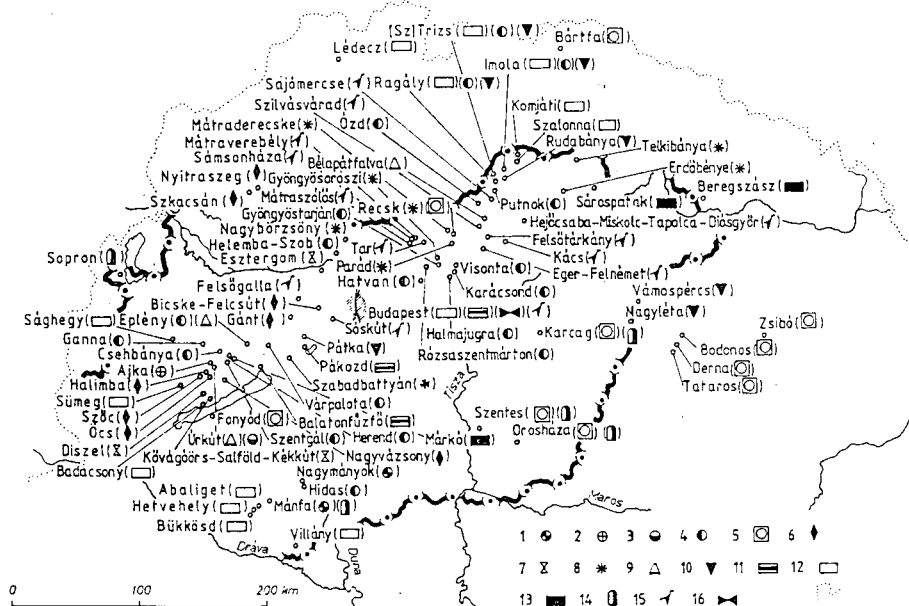 (Sz)Trizs
Bártfa
Lédecz
Imola
Sajómercse
Ragály
Szilvásvárad
Komjáti
Mátraderecske
Ózd
Szalonna
Mátraverebély
Rudabánya
Telkibánya
Sámsonháza
Bélapátfalva
Erdőbénye
Nyitraszeg
Gyöngyösoroszi
Beregszász
Szkacsán
Mátraszőlős
Recsk
Putnok
Sárospatak
Gyöngyöstarján
Hejőcsaba-Miskolc-Tapolca-Diósgyőr
Nagybörzsöny
Felsőtárkány
Helemba-Szob
Tar
Kács
Sopron
Esztergom
Parád
Eger-Felnémet
Felsőgalla
Hatvan
Visonta
Bicske-Felcsút
Karácsond
Vámospércs
Sághegy
Eplény
Gánt
Budapest
Nagyléta
Sóskút
Zsibó
Ganna
Halmajugra
Karcag
Csehbánya
Pátka
Rózsaszentmárton
Bodonos
Ajka
Pákozd
Derna
Halimba
Szabadbattyán
Tataros
Sümeg
Várpalota
Tisza
Szőc
Fonyód
Balatonfűzfő
Szentes
Öcs
Úrkút
Szentgál
Herend
Márkó
Orosháza
Diszel
Kővágóörs-Salföld-Kékkút
Nagyvázsony
Badacsony
Nagymányok
Abaliget
Hidas
Hetvehely
Mánfa
Maros
Bükkösd
Villány
Dráva
Duna
1 2 3 4 5 6
7 8 9 10 11 12
0 100 200 km
13 14 15 16